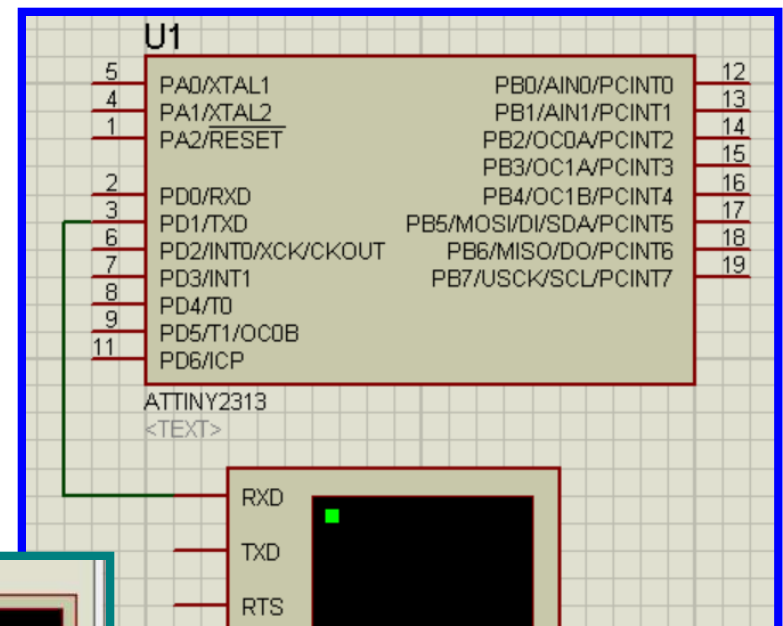 U1
5 PA0/XTAL1 PB0/AIN0/PCINT0 12
4 PA1/XTAL2 PB1/AIN1/PCINT1 13
1 PA2/RESET PB2/OC0A/PCINT2 14
PB3/OC1A/PCINT3 15
2 PD0/RXD PB4/OC1B/PCINT4 16
3 PD1/TXD PB5/MOSI/DI/SDA/PCINT5 17
6 PD2/INT0/XCK/CKOUT PB6/MISO/DO/PCINT6 18
7 PD3/INT1 PB7/USCK/SCL/PCINT7 19
8 PD4/T0
9 PD5/T1/OC0B
11 PD6/ICP
ATTINY2313
<TEXT>
RXD
TXD
RTS